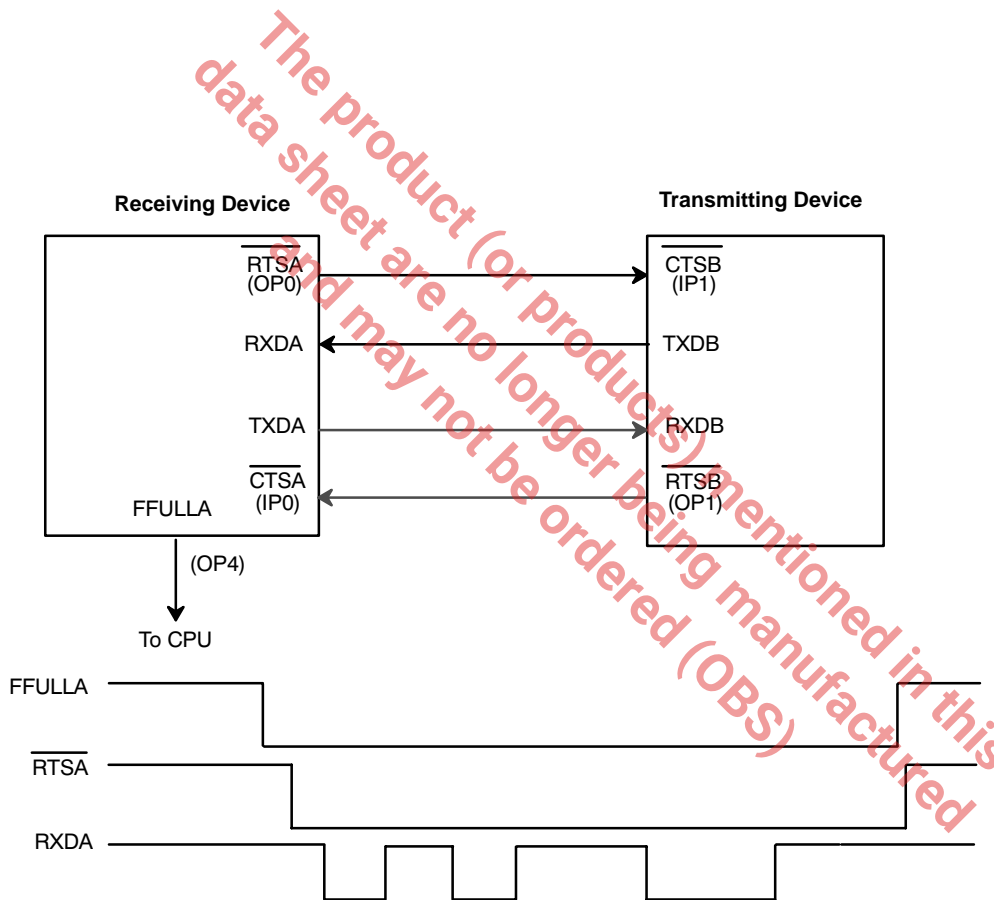 The product (or products) mentioned in this
data sheet are no longer being manufactured
and may not be ordered (OBS)
Receiving Device
Transmitting Device
RTSA
(OP0)
CTSB
(IP1)
RXDA
TXDB
TXDA
RXDB
CTSA
(IP0)
RTSB
(OP1)
FFULLA
(OP4)
To CPU
FFULLA
RTSA
RXDA